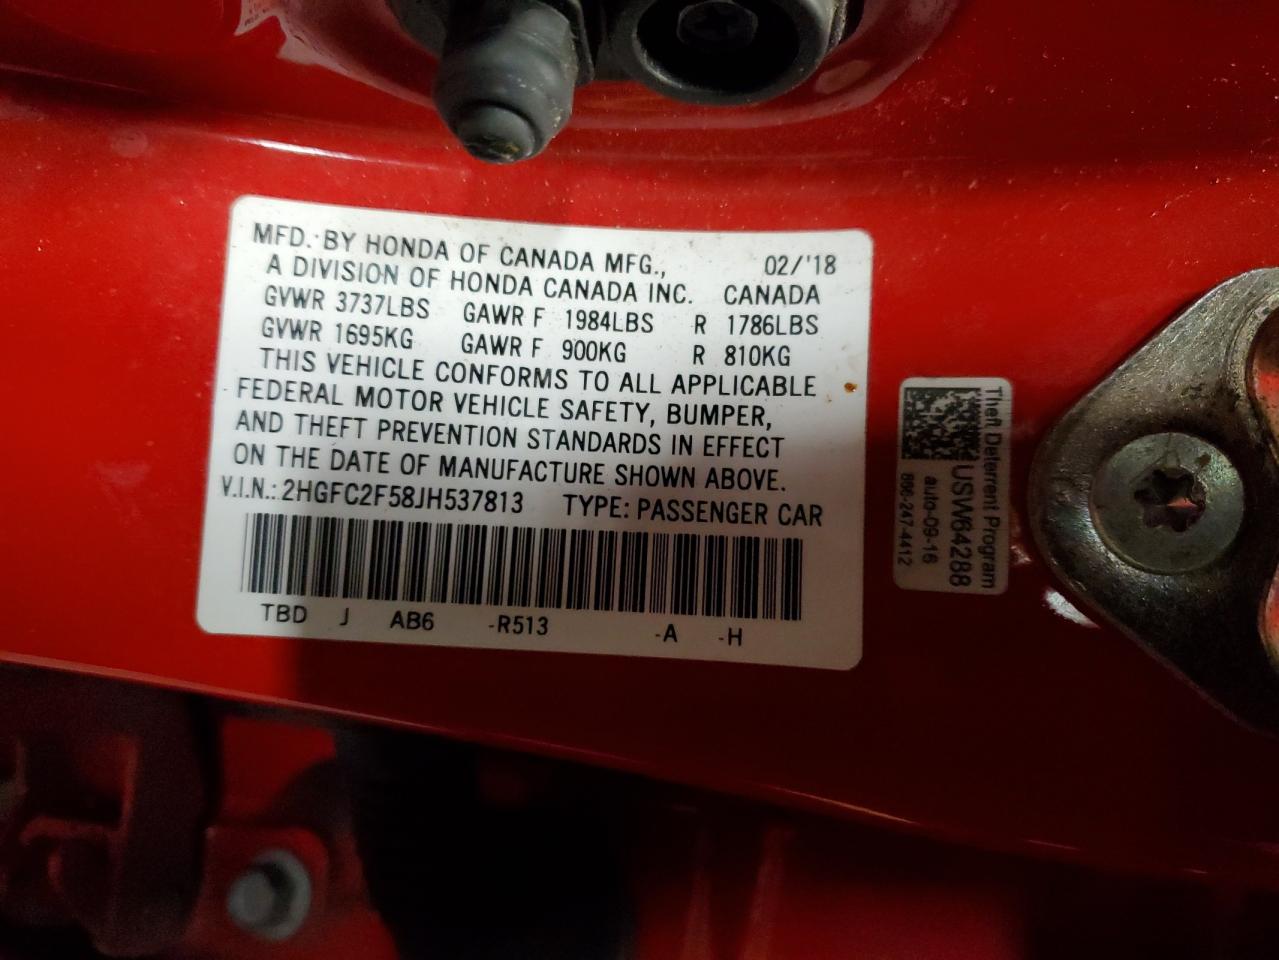 MFD. BY HONDA OF CANADA MFG., 02/'18
A DIVISION OF HONDA CANADA INC. CANADA
GVWR 3737LBS GAWR F 1984LBS R 1786LBS
GVWR 1695KG GAWR F 900KG R 810KG
THIS VEHICLE CONFORMS TO ALL APPLICABLE
FEDERAL MOTOR VEHICLE SAFETY, BUMPER,
AND THEFT PREVENTION STANDARDS IN EFFECT
ON THE DATE OF MANUFACTURE SHOWN ABOVE.
V.I.N.: 2HGFC2F58JH537813 TYPE: PASSENGER CAR
TBD J AB6 -R513 -A -H
Theft Deterrent Program
USW64288
auto-09-16
896-247-4412